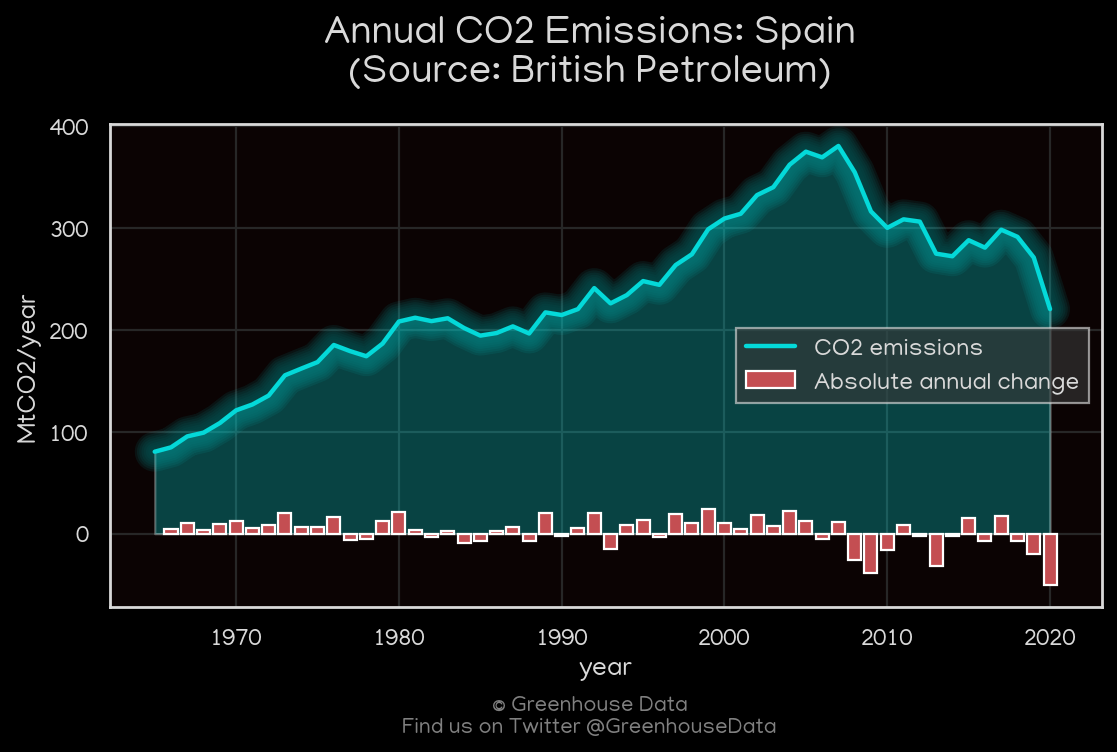 Annual CO2 Emissions: Spain
(Source: British Petroleum)
400
300
200
100
0
MtCO2/year
CO2 emissions
Absolute annual change
1970 1980 1990 2000 2010 2020
year
© Greenhouse Data
Find us on Twitter @GreenhouseData